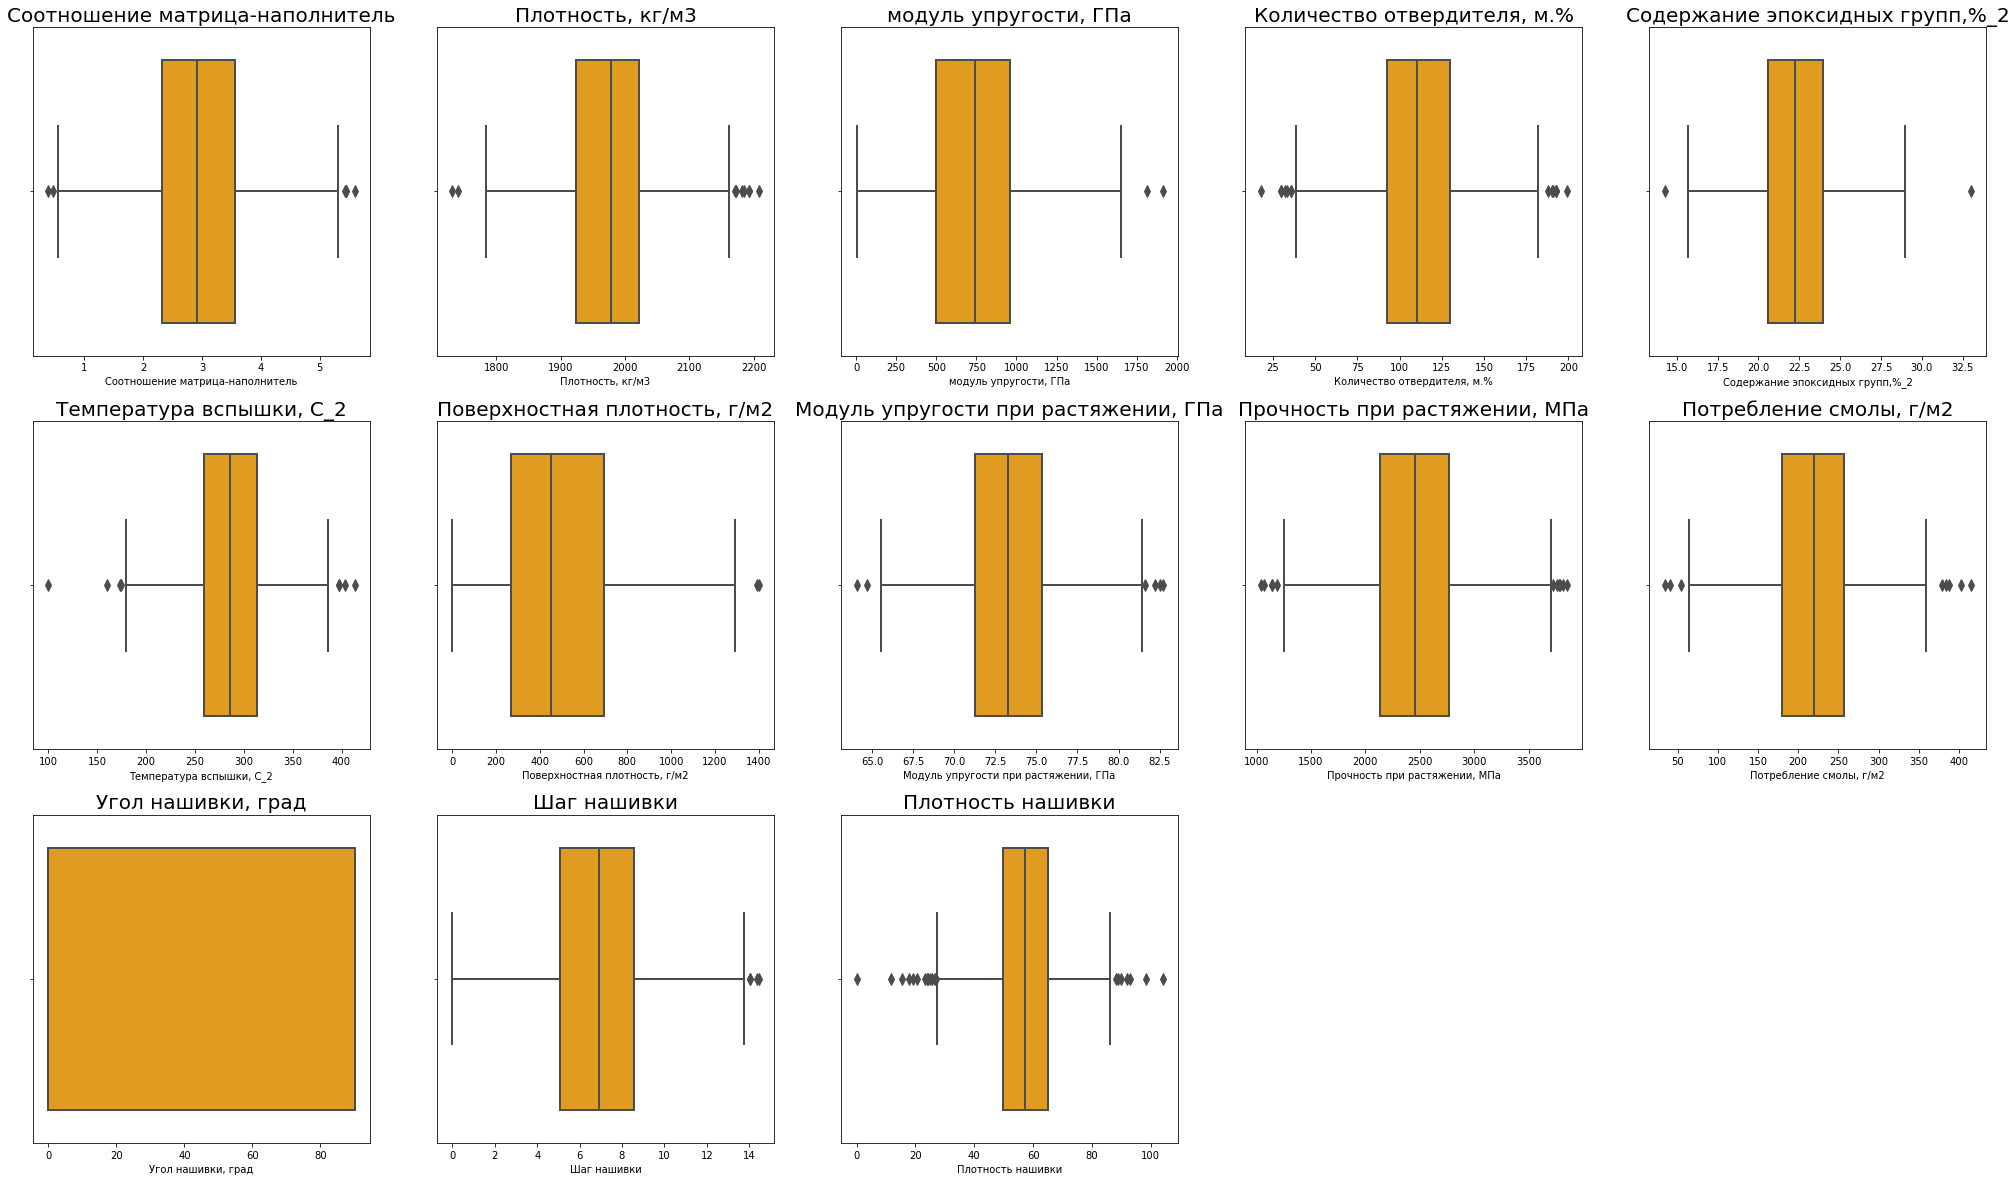 Соотношение матрица-наполнитель
Плотность, кг/м3
модуль упругости, ГПа
Количество отвердителя, м.%
Содержание эпоксидных групп,%_2
1 2 3 4 5
1800 1900 2000 2100 2200
0 250 500 750 1000 1250 1500 1750 2000
25 50 75 100 125 150 175 200
15.0 17.5 20.0 22.5 25.0 27.5 30.0 32.5
Соотношение матрица-наполнитель
Плотность, кг/м3
модуль упругости, ГПа
Количество отвердителя, м.%
Содержание эпоксидных групп,%_2
Температура вспышки, С_2
Поверхностная плотность, г/м2
Модуль упругости при растяжении, ГПа
Прочность при растяжении, МПа
Потребление смолы, г/м2
100 150 200 250 300 350 400
0 200 400 600 800 1000 1200 1400
65.0 67.5 70.0 72.5 75.0 77.5 80.0 82.5
1000 1500 2000 2500 3000 3500
50 100 150 200 250 300 350 400
Температура вспышки, С_2
Поверхностная плотность, г/м2
Модуль упругости при растяжении, ГПа
Прочность при растяжении, МПа
Потребление смолы, г/м2
Угол нашивки, град
Шаг нашивки
Плотность нашивки
0 20 40 60 80
0 2 4 6 8 10 12 14
0 20 40 60 80 100
Угол нашивки, град
Шаг нашивки
Плотность нашивки